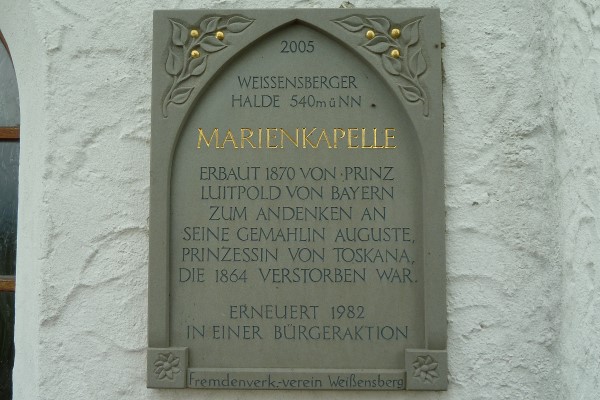 2005
WEISSENSBERGER
HALDE 540müNN
MARIENKAPELLE
ERBAUT 1870 VON PRINZ
LUITPOLD VON BAYERN
ZUM ANDENKEN AN
SEINE GEMAHLIN AUGUSTE,
PRINZESSIN VON TOSKANA,
DIE 1864 VERSTORBEN WAR.
ERNEUERT 1982
IN EINER BÜRGERAKTION
Fremdenverk.-verein Weißensberg